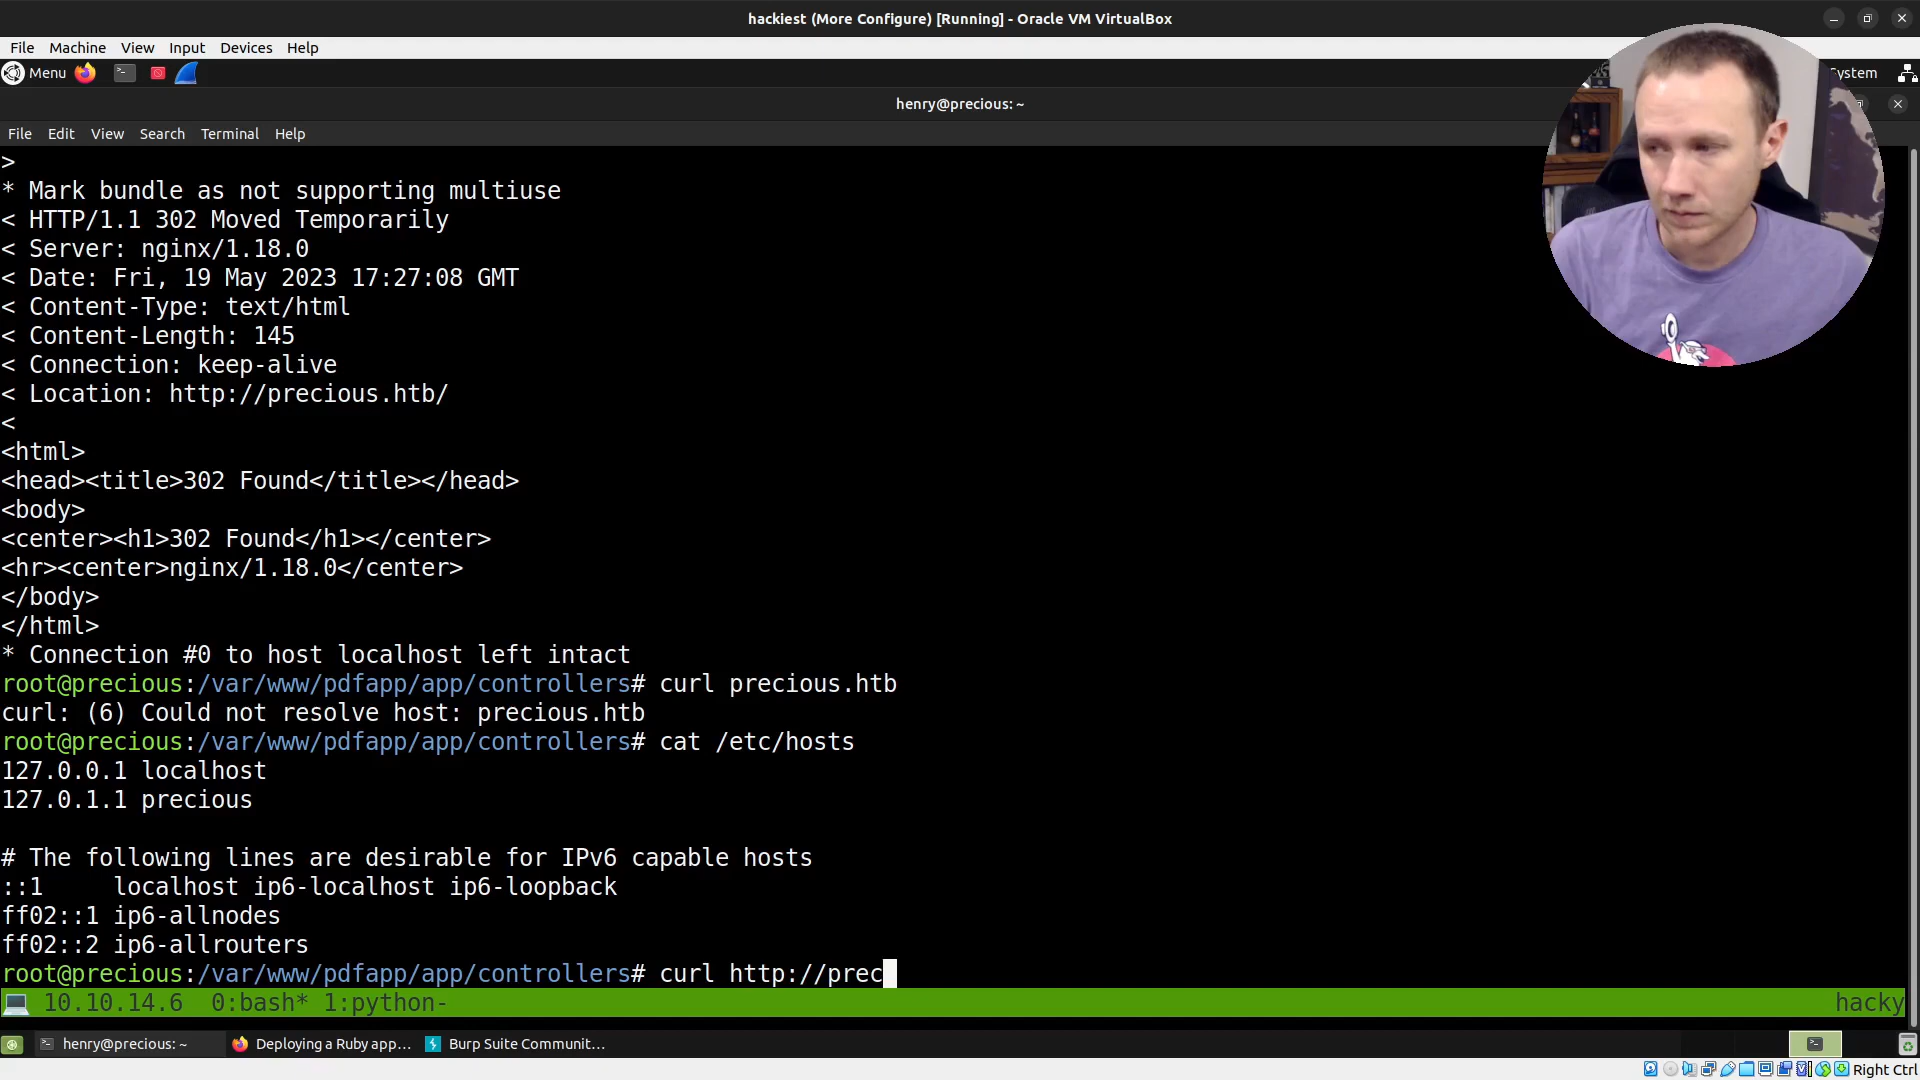 hackiest (More Configure) [Running] - Oracle VM VirtualBox
File Machine View Input Devices Help
Menu
System
henry@precious: ~
File Edit View Search Terminal Help
>
* Mark bundle as not supporting multiuse
< HTTP/1.1 302 Moved Temporarily
< Server: nginx/1.18.0
< Date: Fri, 19 May 2023 17:27:08 GMT
< Content-Type: text/html
< Content-Length: 145
< Connection: keep-alive
< Location: http://precious.htb/
<
<html>
<head><title>302 Found</title></head>
<body>
<center><h1>302 Found</h1></center>
<hr><center>nginx/1.18.0</center>
</body>
</html>
* Connection #0 to host localhost left intact
root@precious:/var/www/pdfapp/app/controllers# curl precious.htb
curl: (6) Could not resolve host: precious.htb
root@precious:/var/www/pdfapp/app/controllers# cat /etc/hosts
127.0.0.1 localhost
127.0.1.1 precious
# The following lines are desirable for IPv6 capable hosts
::1     localhost ip6-localhost ip6-loopback
ff02::1 ip6-allnodes
ff02::2 ip6-allrouters
root@precious:/var/www/pdfapp/app/controllers# curl http://prec
10.10.14.6  0:bash* 1:python-
hacky
henry@precious: ~
Deploying a Ruby app...
Burp Suite Communit...
Right Ctrl